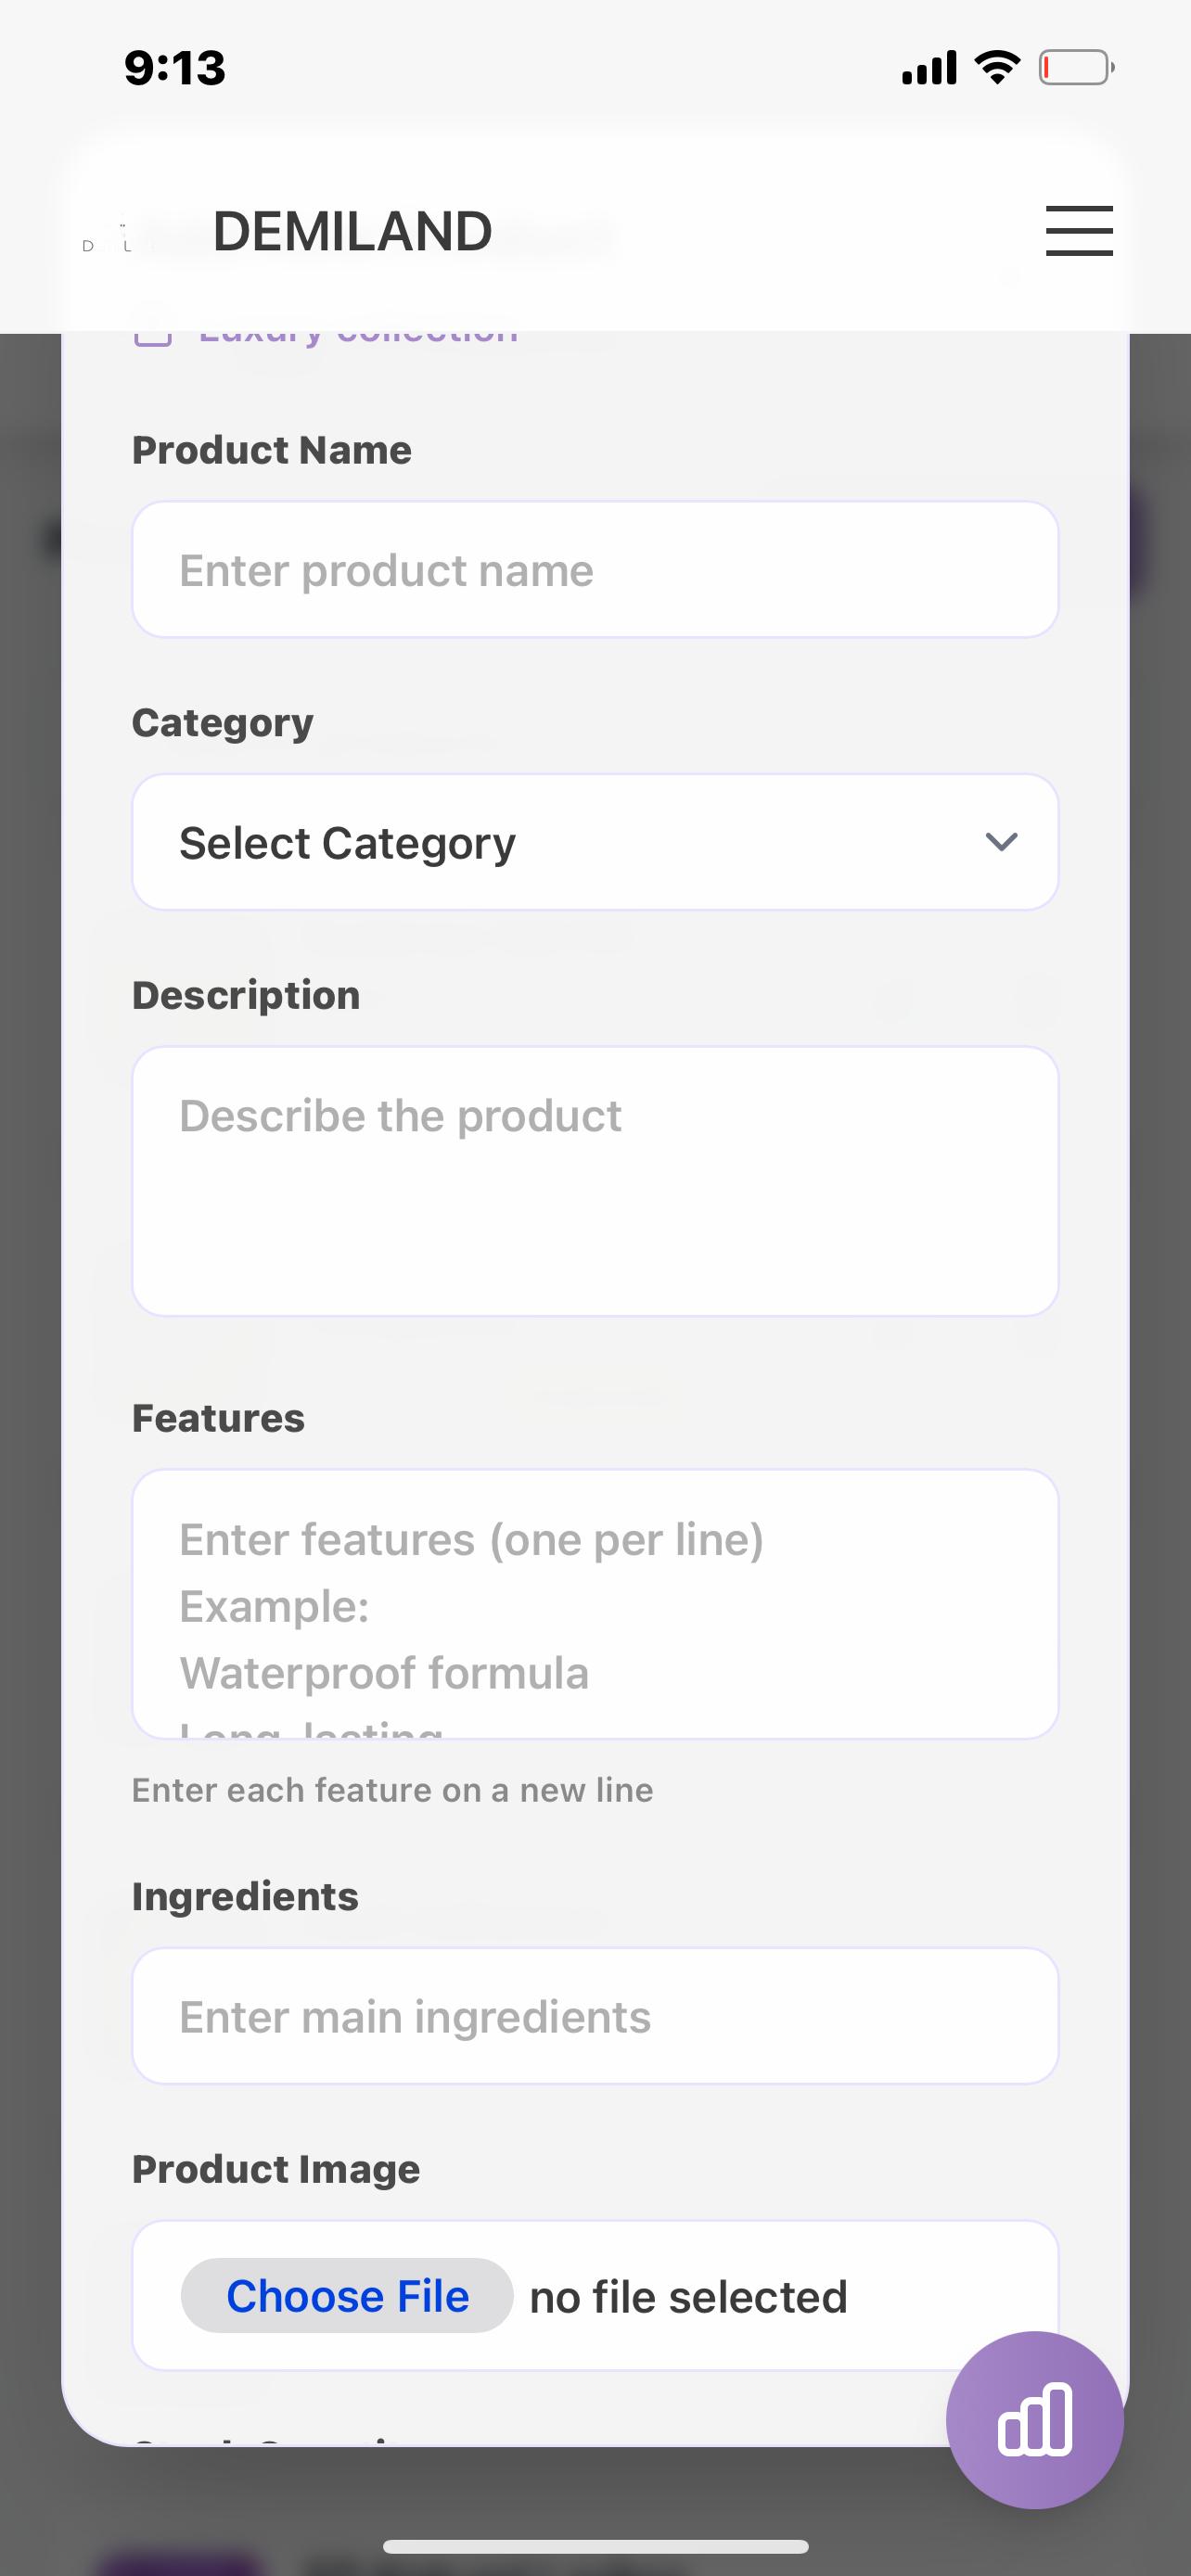 9:13
D L
DEMILAND
Luxury collection
Product Name
Enter product name
Category
Select Category
Description
Describe the product
Features
Enter features (one per line)
Example:
Waterproof formula
Long-lasting
Enter each feature on a new line
Ingredients
Enter main ingredients
Product Image
Choose File no file selected